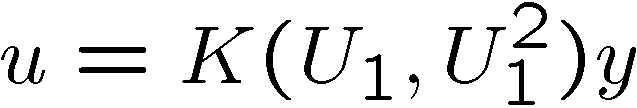 u = K(U_1, U_1^2)y